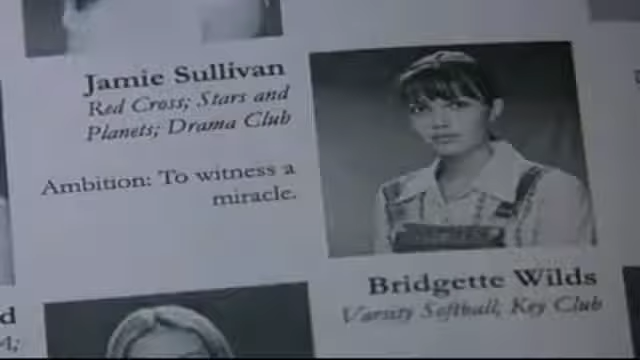 Jamie Sullivan
Red Cross; Stars and
Planets; Drama Club
Ambition: To witness a
miracle.
Bridgette Wilds
Varsity Softball; Key Club
d